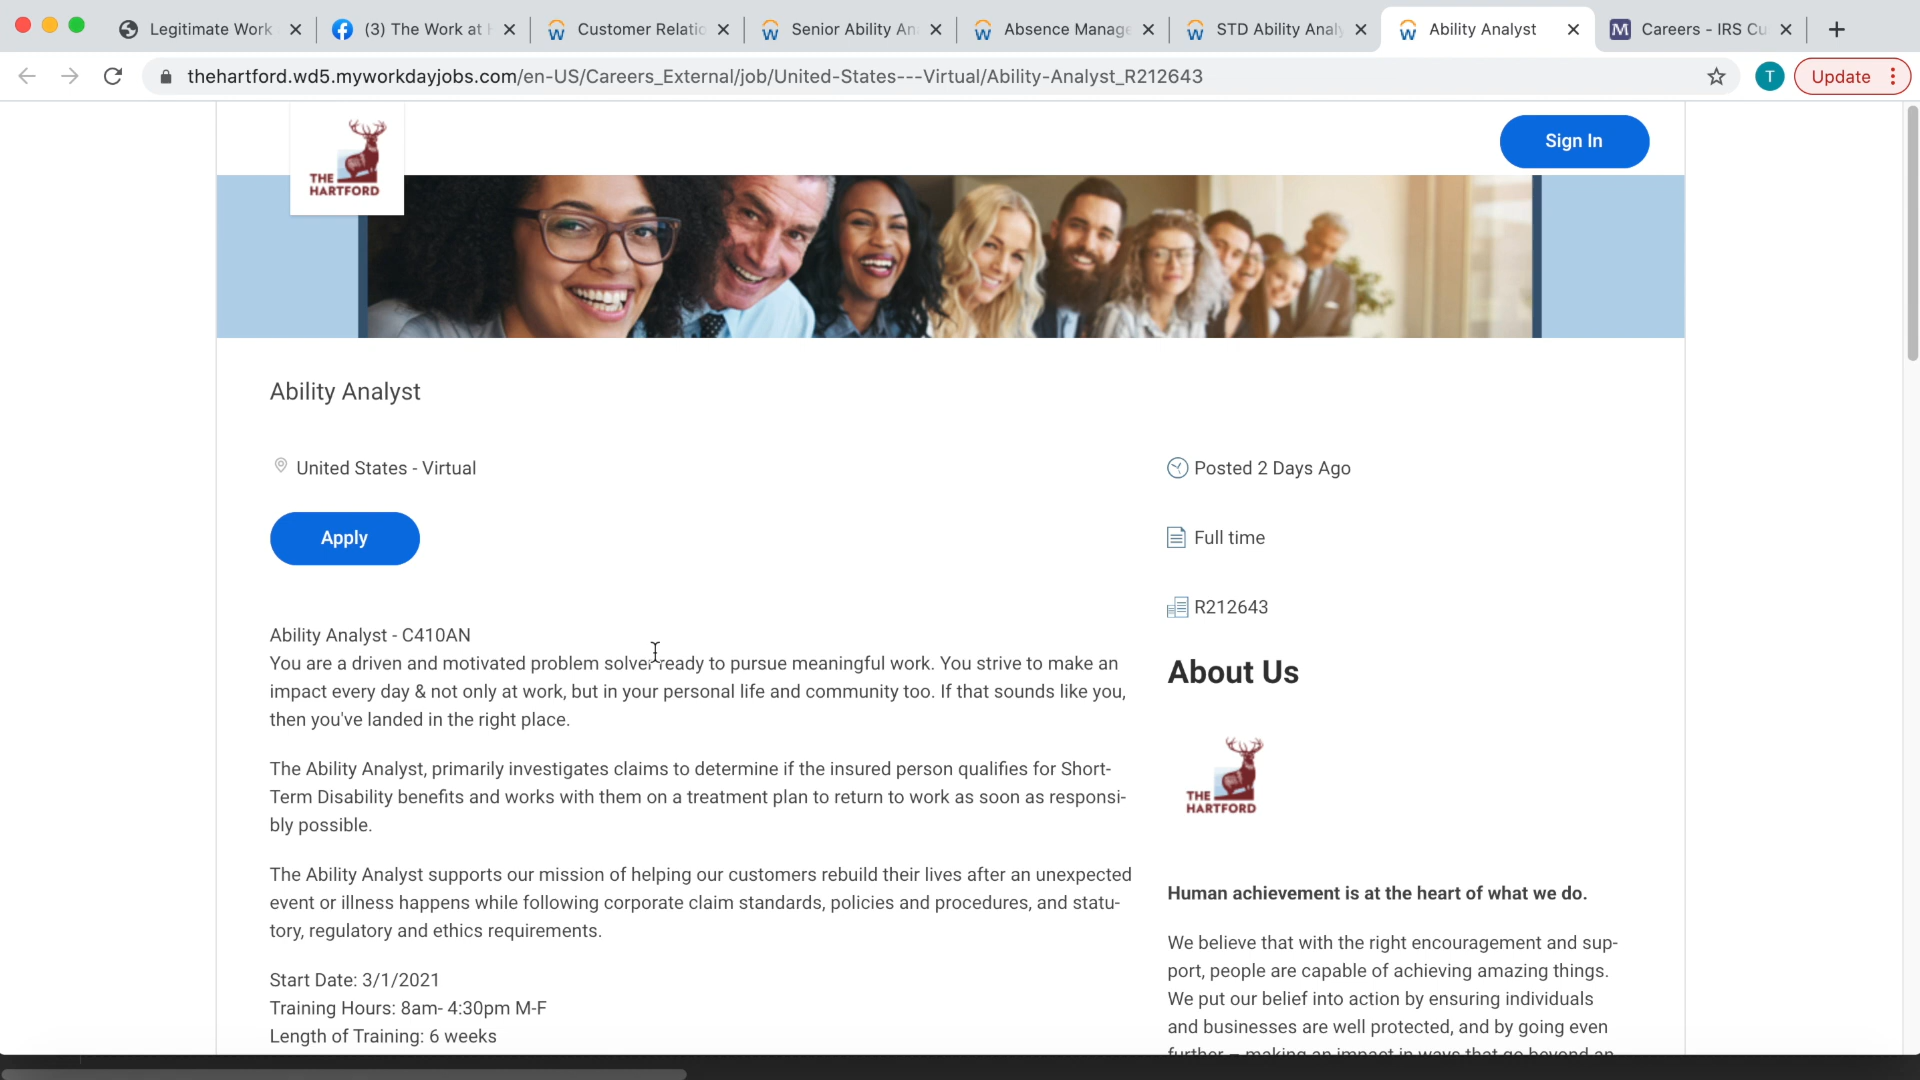 Legitimate Work
(3) The Work at H
Customer Relatio
Senior Ability An
Absence Manage
STD Ability Analy
Ability Analyst
Careers - IRS Cu
thehartford.wd5.myworkdayjobs.com/en-US/Careers_External/job/United-States---Virtual/Ability-Analyst_R212643
T
Update
THE
HARTFORD
Sign In
Ability Analyst
United States - Virtual
Posted 2 Days Ago
Apply
Full time
R212643
Ability Analyst - C410AN
You are a driven and motivated problem solver ready to pursue meaningful work. You strive to make an
impact every day & not only at work, but in your personal life and community too. If that sounds like you,
then you've landed in the right place.
The Ability Analyst, primarily investigates claims to determine if the insured person qualifies for Short-
Term Disability benefits and works with them on a treatment plan to return to work as soon as responsi-
bly possible.
The Ability Analyst supports our mission of helping our customers rebuild their lives after an unexpected
event or illness happens while following corporate claim standards, policies and procedures, and statu-
tory, regulatory and ethics requirements.
Start Date: 3/1/2021
Training Hours: 8am- 4:30pm M-F
Length of Training: 6 weeks
About Us
THE
HARTFORD
Human achievement is at the heart of what we do.
We believe that with the right encouragement and sup-
port, people are capable of achieving amazing things.
We put our belief into action by ensuring individuals
and businesses are well protected, and by going even
further – making an impact in ways that go beyond an